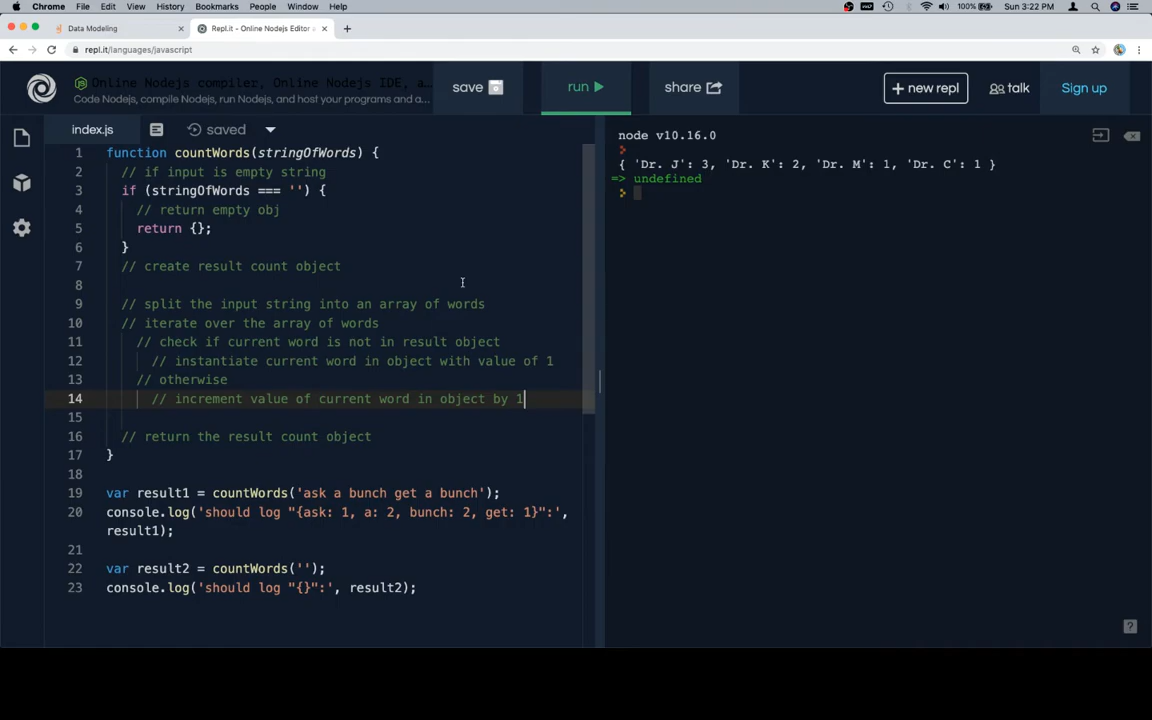 Chrome File Edit View History Bookmarks People Window Help 100% Sun 3:22 PM
Data Modeling
Repl.it - Online Nodejs Editor
repl.it/languages/javascript
Online Nodejs compiler, Online Nodejs IDE, a...
Code Nodejs, compile Nodejs, run Nodejs, and host your programs and a...
save
run
share
+ new repl
talk
Sign up
index.js
saved
1 function countWords(stringOfWords) {
2 // if input is empty string
3 if (stringOfWords === '') {
4 // return empty obj
5 return {};
6 }
7 // create result count object
8
9 // split the input string into an array of words
10 // iterate over the array of words
11 // check if current word is not in result object
12 // instantiate current word in object with value of 1
13 // otherwise
14 // increment value of current word in object by 1
15
16 // return the result count object
17 }
18
19 var result1 = countWords('ask a bunch get a bunch');
20 console.log('should log "{ask: 1, a: 2, bunch: 2, get: 1}":',
result1);
21
22 var result2 = countWords('');
23 console.log('should log "{}":', result2);
node v10.16.0
{ 'Dr. J': 3, 'Dr. K': 2, 'Dr. M': 1, 'Dr. C': 1 }
=> undefined
?